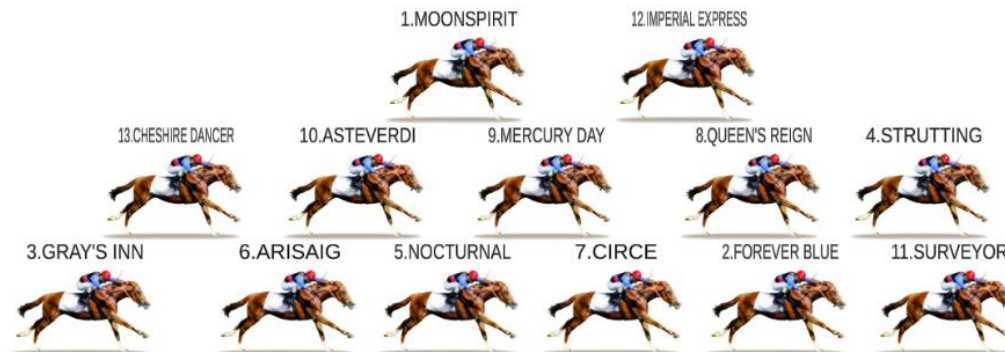 1.MOONSPIRIT 12.IMPERIAL EXPRESS
13.CHESHIRE DANCER 10.ASTEVERDI 9.MERCURY DAY 8.QUEEN'S REIGN 4.STRUTTING
3.GRAY'S INN 6.ARISAIG 5.NOCTURNAL 7.CIRCE 2.FOREVER BLUE 11.SURVEYOR